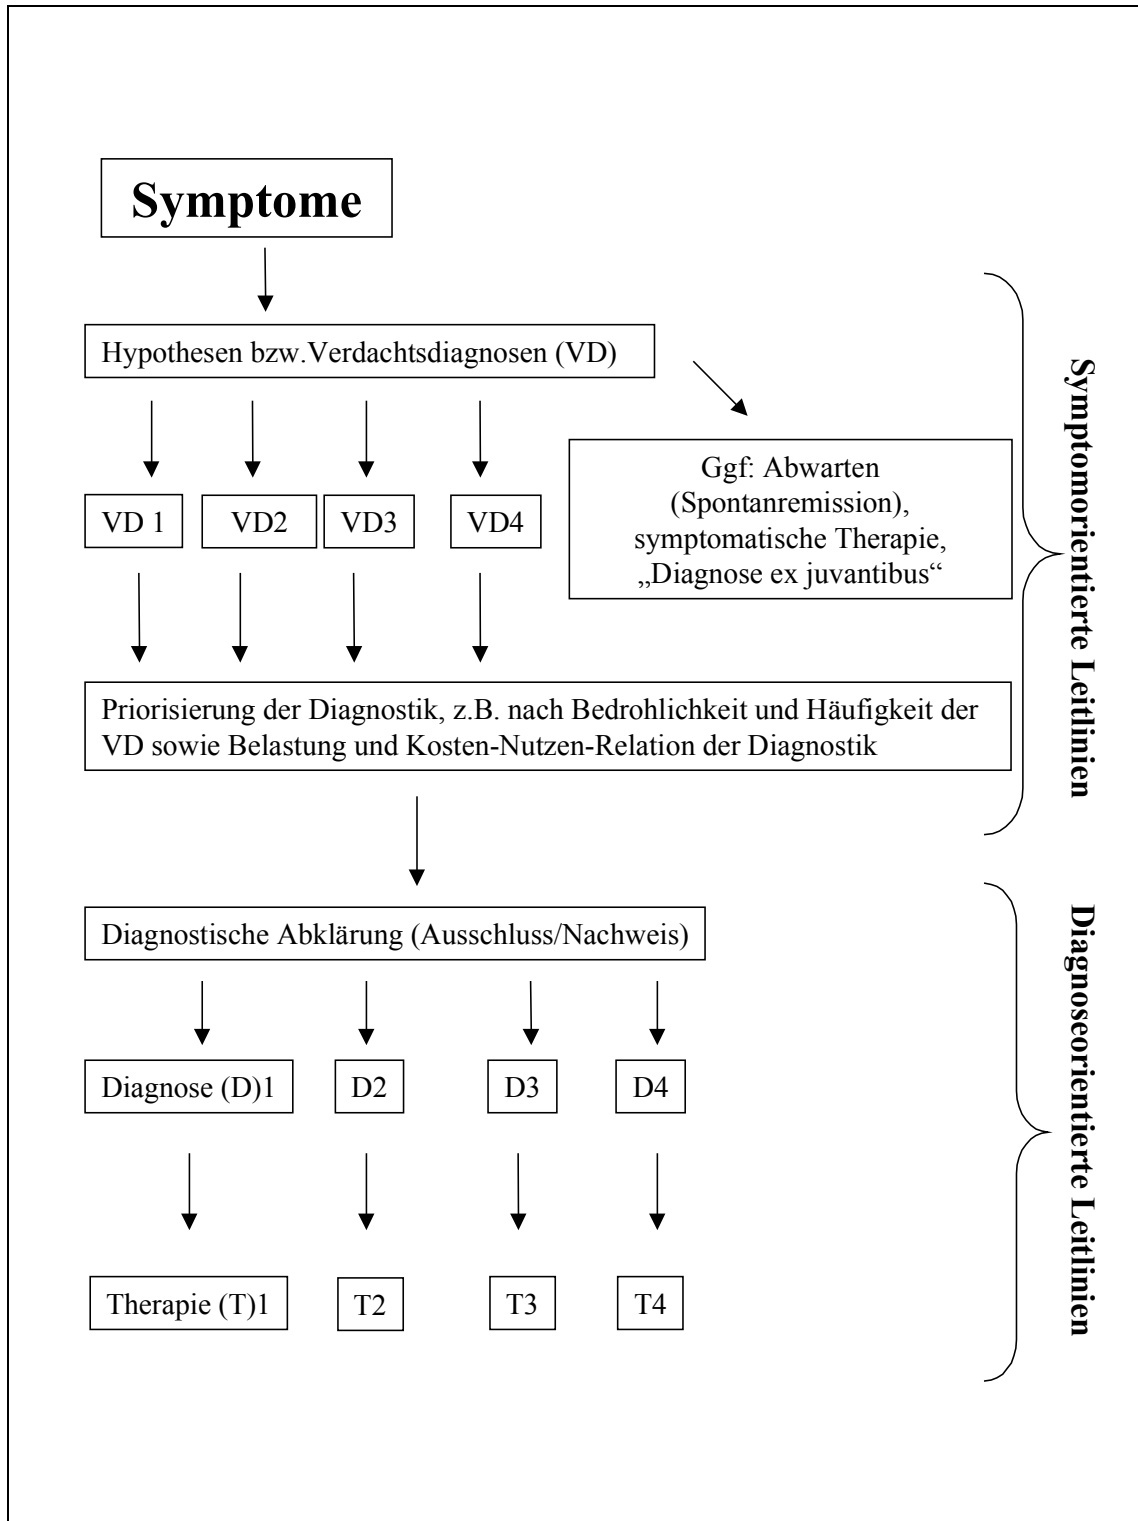 Symptome
Hypothesen bzw.Verdachtsdiagnosen (VD)
Ggf: Abwarten
(Spontanremission),
symptomatische Therapie,
„Diagnose ex juvantibus“
VD 1
VD2
VD3
VD4
Priorisierung der Diagnostik, z.B. nach Bedrohlichkeit und Häufigkeit der
VD sowie Belastung und Kosten-Nutzen-Relation der Diagnostik
Symptomorientierte Leitlinien
Diagnostische Abklärung (Ausschluss/Nachweis)
Diagnose (D)1
D2
D3
D4
Therapie (T)1
T2
T3
T4
Diagnoseorientierte Leitlinien